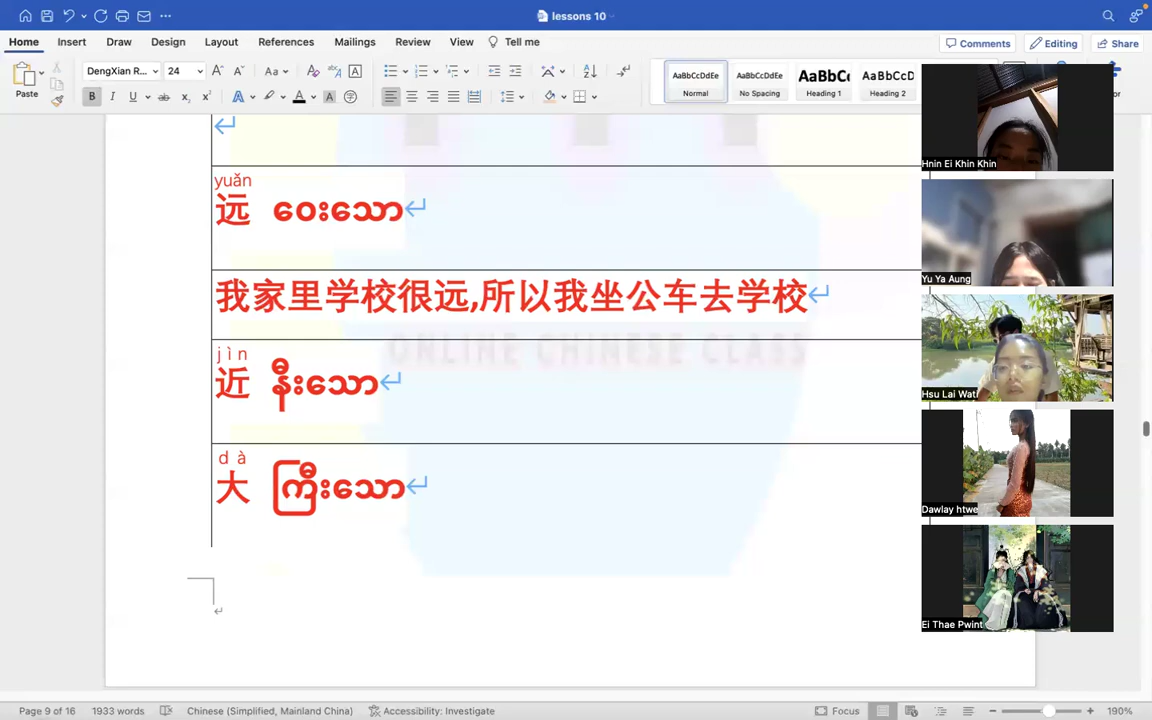 lessons 10
Home Insert Draw Design Layout References Mailings Review View Tell me
Comments Editing Share
Paste
DengXian R... 24
AaBbCcDdEe AaBbCcDdEe AaBbC AaBbCcD
Normal No Spacing Heading 1 Heading 2
yuǎn
远 ဝေးသော
我家里学校很远,所以我坐公车去学校
ONLINE CHINESE CLASS
jìn
近 နီးသော
dà
大 ကြီးသော
Hnin Ei Khin Khin
Yu Ya Aung
Hsu Lai Wati
Dawlay htwe
Ei Thae Pwint
Page 9 of 16 1933 words Chinese (Simplified, Mainland China) Accessibility: Investigate Focus 190%